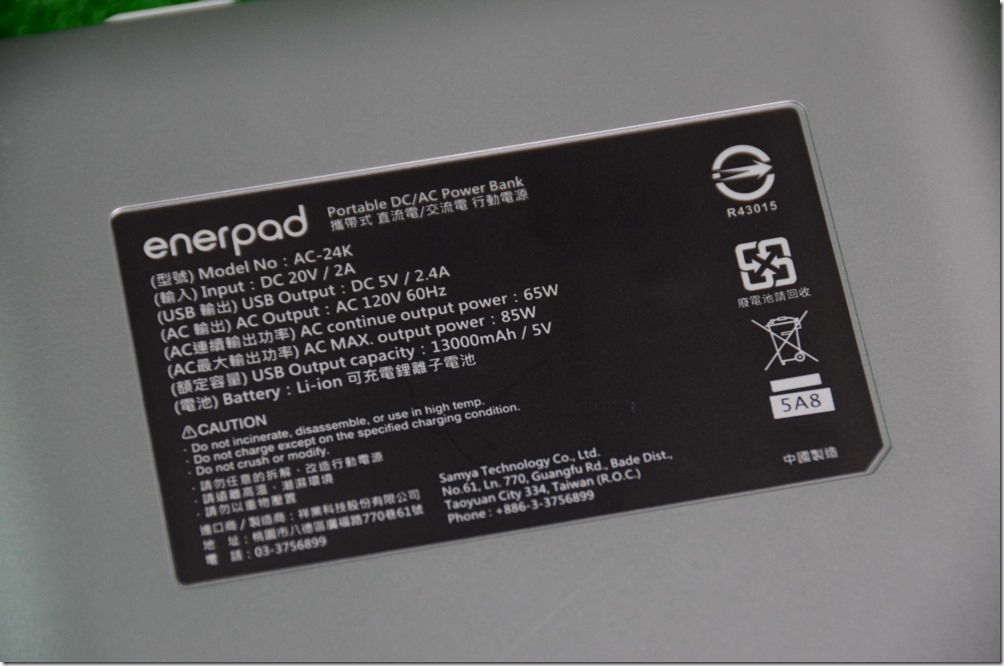 enerpad
Portable DC/AC Power Bank
攜帶式 直流電/交流電 行動電源
(型號) Model No : AC-24K
(輸入) Input : DC 20V / 2A
(USB 輸出) USB Output : DC 5V / 2.4A
(AC 輸出) AC Output : AC 120V 60Hz
(AC連續輸出功率) AC continue output power : 65W
(AC最大輸出功率) AC MAX. output power : 85W
(額定容量) USB Output capacity : 13000mAh / 5V
(電池) Battery : Li-ion 可充電鋰離子電池
CAUTION
· Do not incinerate, disassemble, or use in high temp.
· Do not charge except on the specified charging condition.
· Do not crush or modify.
· 請勿任意的拆解、改造行動電源
· 請遠離高溫、潮濕環境
· 請勿以重物壓置
進口商 / 製造商 : 祥業科技股份有限公司
地 址 : 桃園市八德區廣福路770巷61號
電 話 : 03-3756899
Samya Technology Co., Ltd.
No.61, Ln. 770, Guangfu Rd., Bade Dist.,
Taoyuan City 334, Taiwan (R.O.C.)
Phone : +886-3-3756899
R43015
廢電池請回收
5A8
中國製造